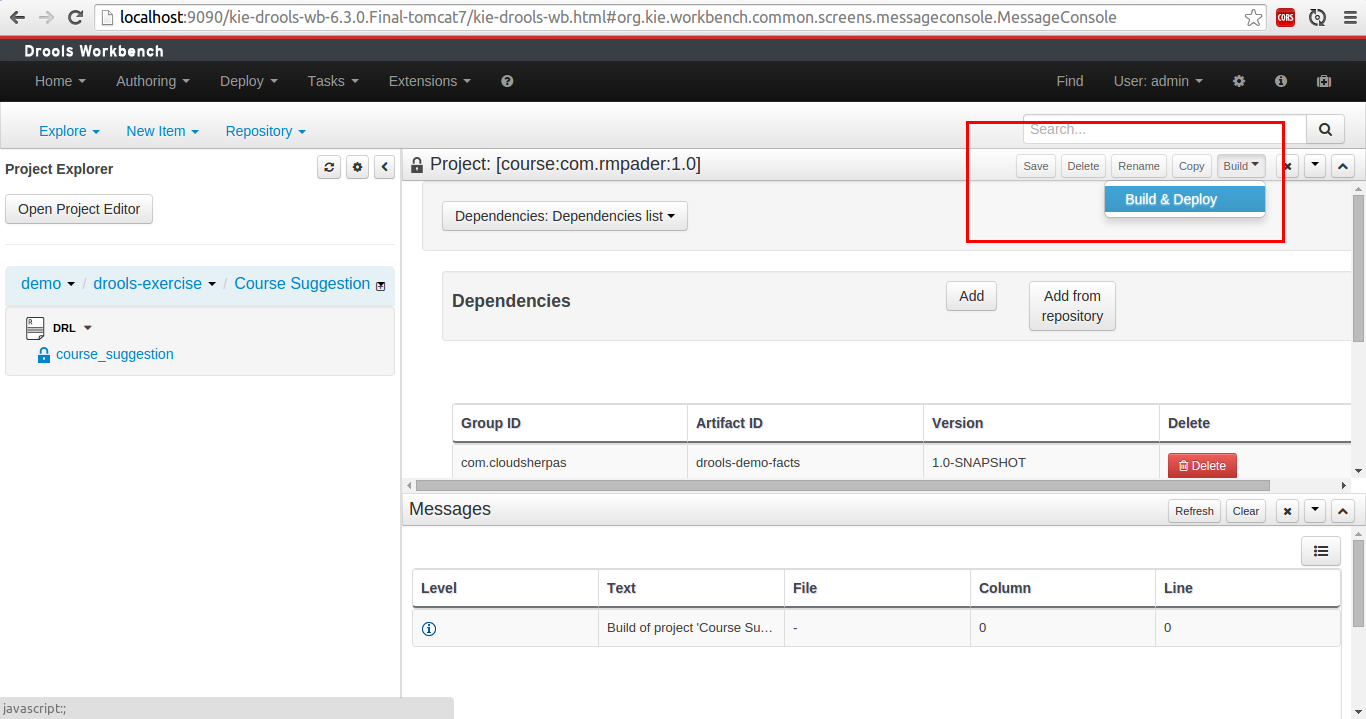 localhost:9090/kie-drools-wb-6.3.0.Final-tomcat7/kie-drools-wb.html#org.kie.workbench.common.screens.messageconsole.MessageConsole
CORS
Drools Workbench
Home Authoring Deploy Tasks Extensions ? Find User: admin
Explore New Item Repository Search...
Project Explorer
Open Project Editor
demo / drools-exercise / Course Suggestion
R DRL
course_suggestion
Project: [course:com.rmpader:1.0] Save Delete Rename Copy Build
Build & Deploy
Dependencies: Dependencies list
Dependencies Add Add from
repository
Group ID Artifact ID Version Delete
com.cloudsherpas drools-demo-facts 1.0-SNAPSHOT Delete
Messages Refresh Clear
Level Text File Column Line
Build of project 'Course Su... - 0 0
javascript:;